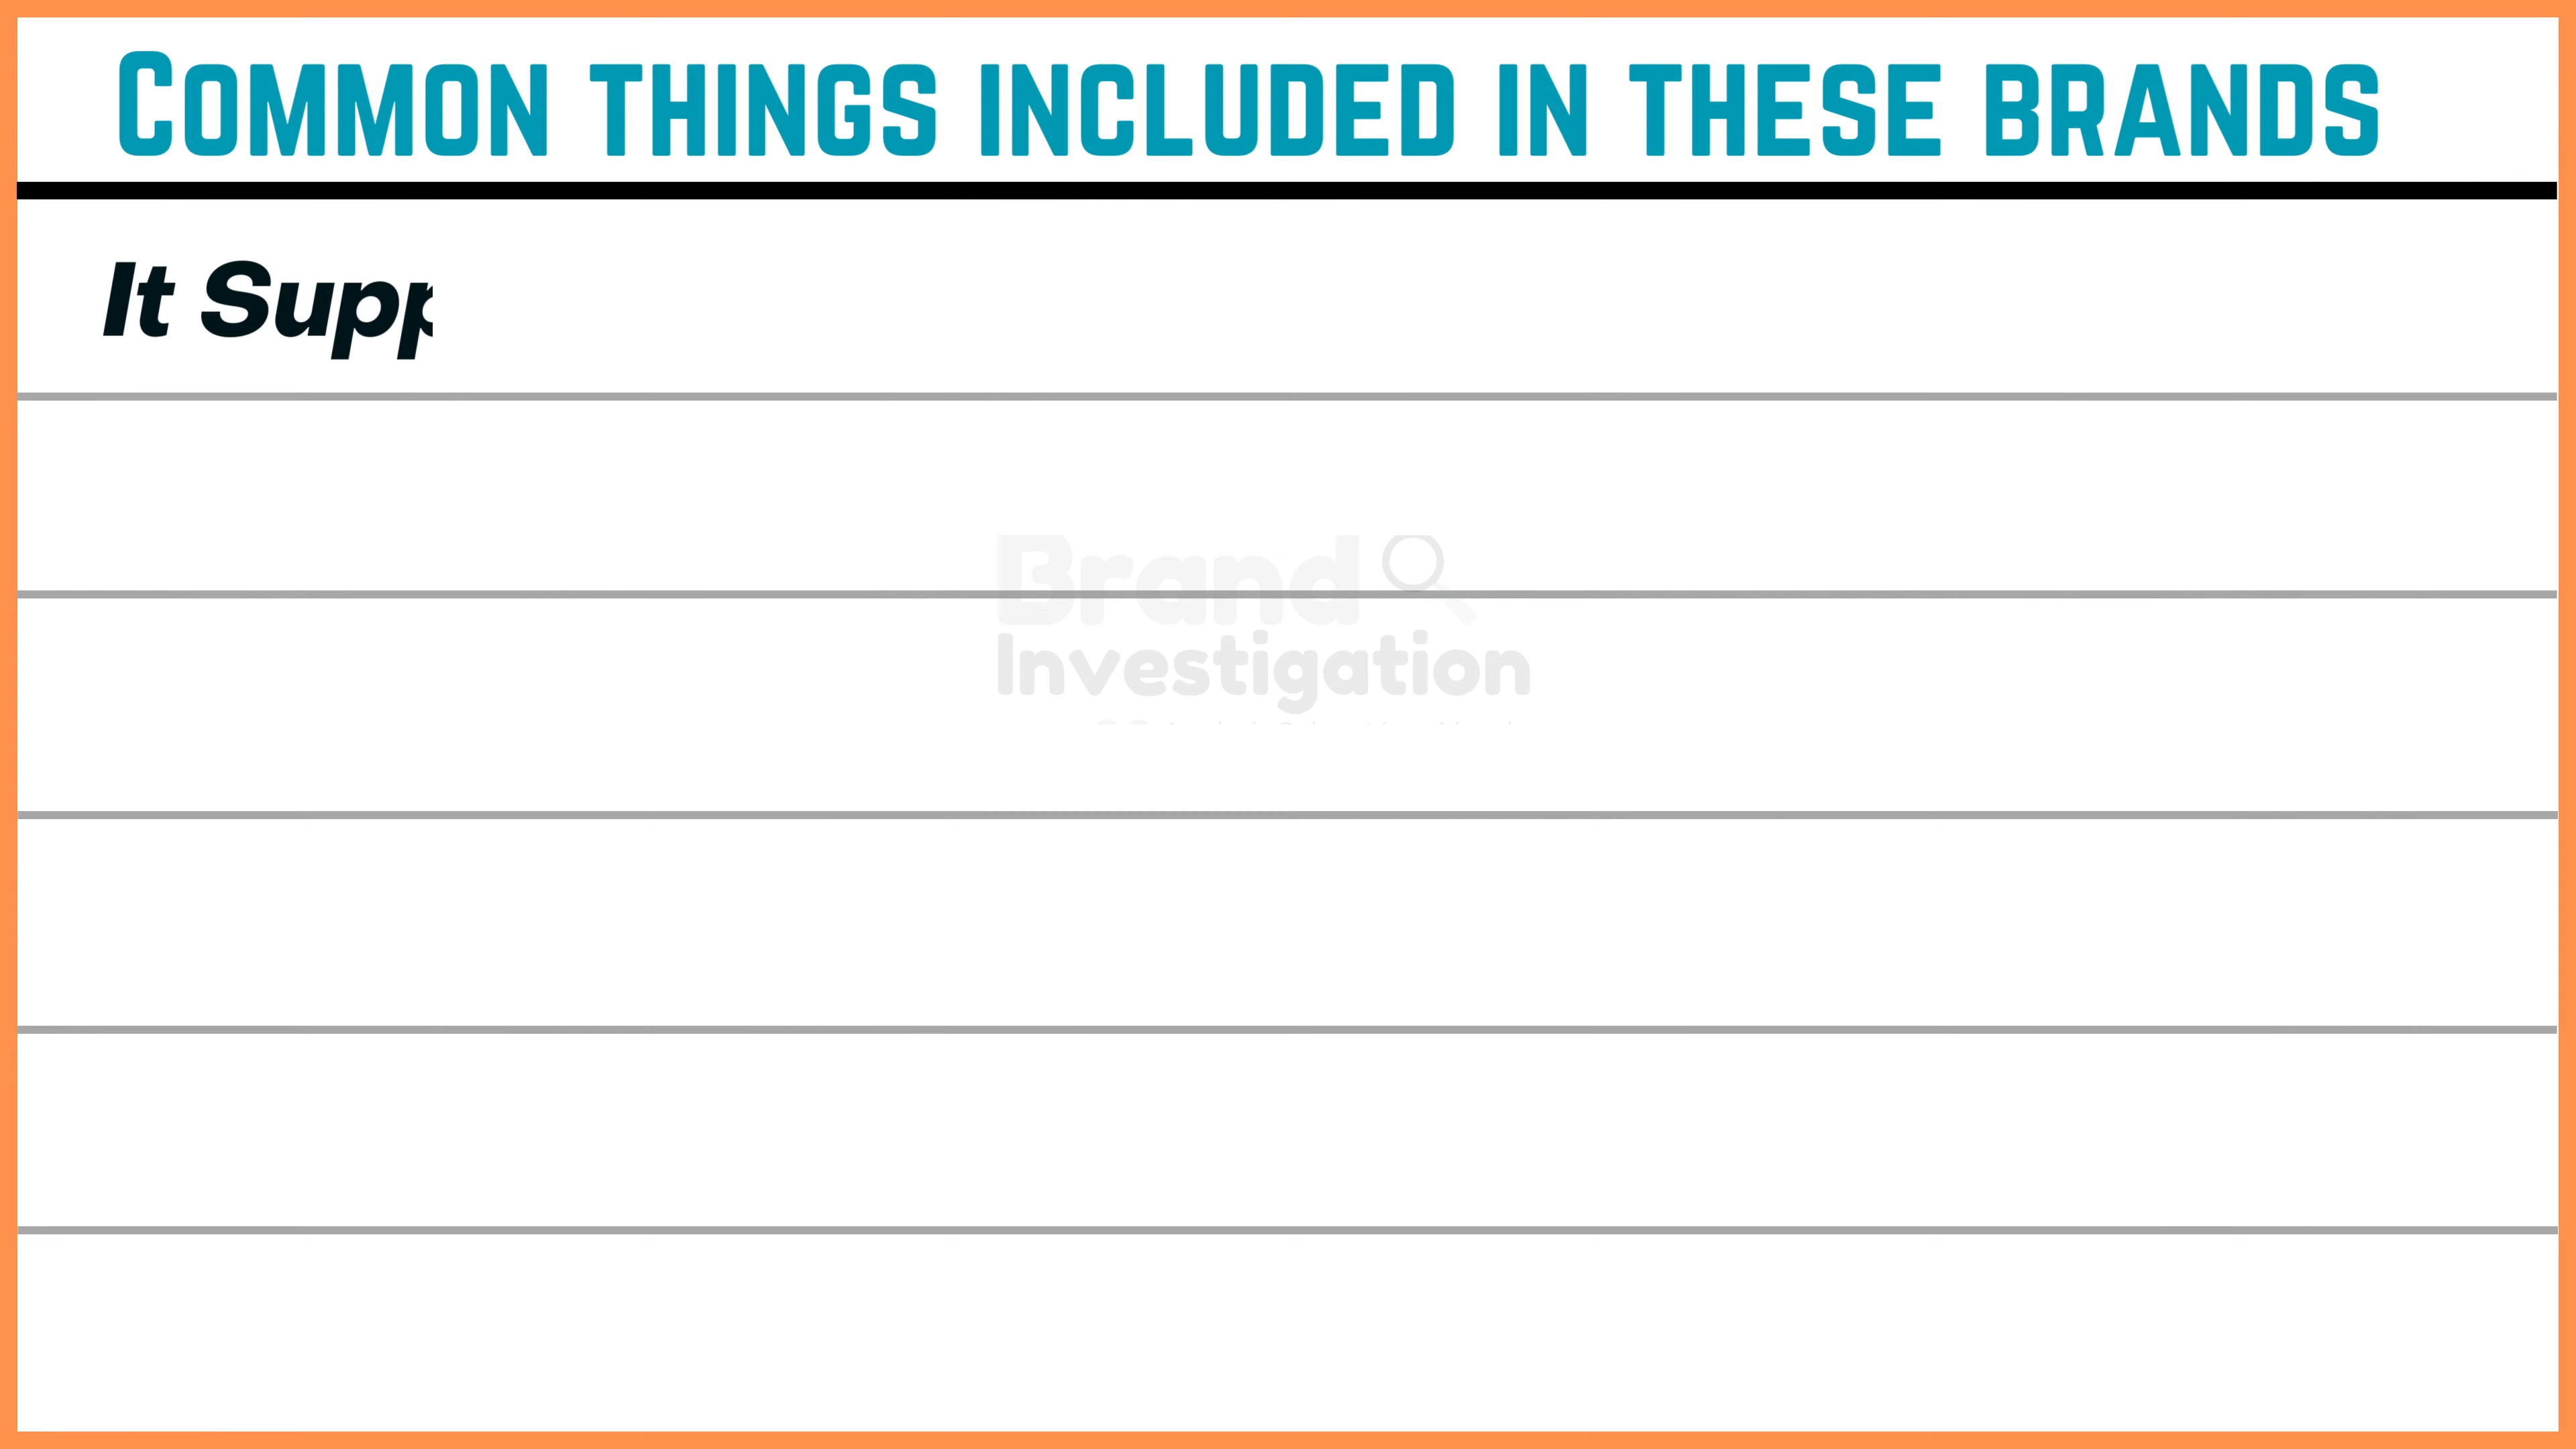 Common things included in these brands
It Supp
Brand
Investigation